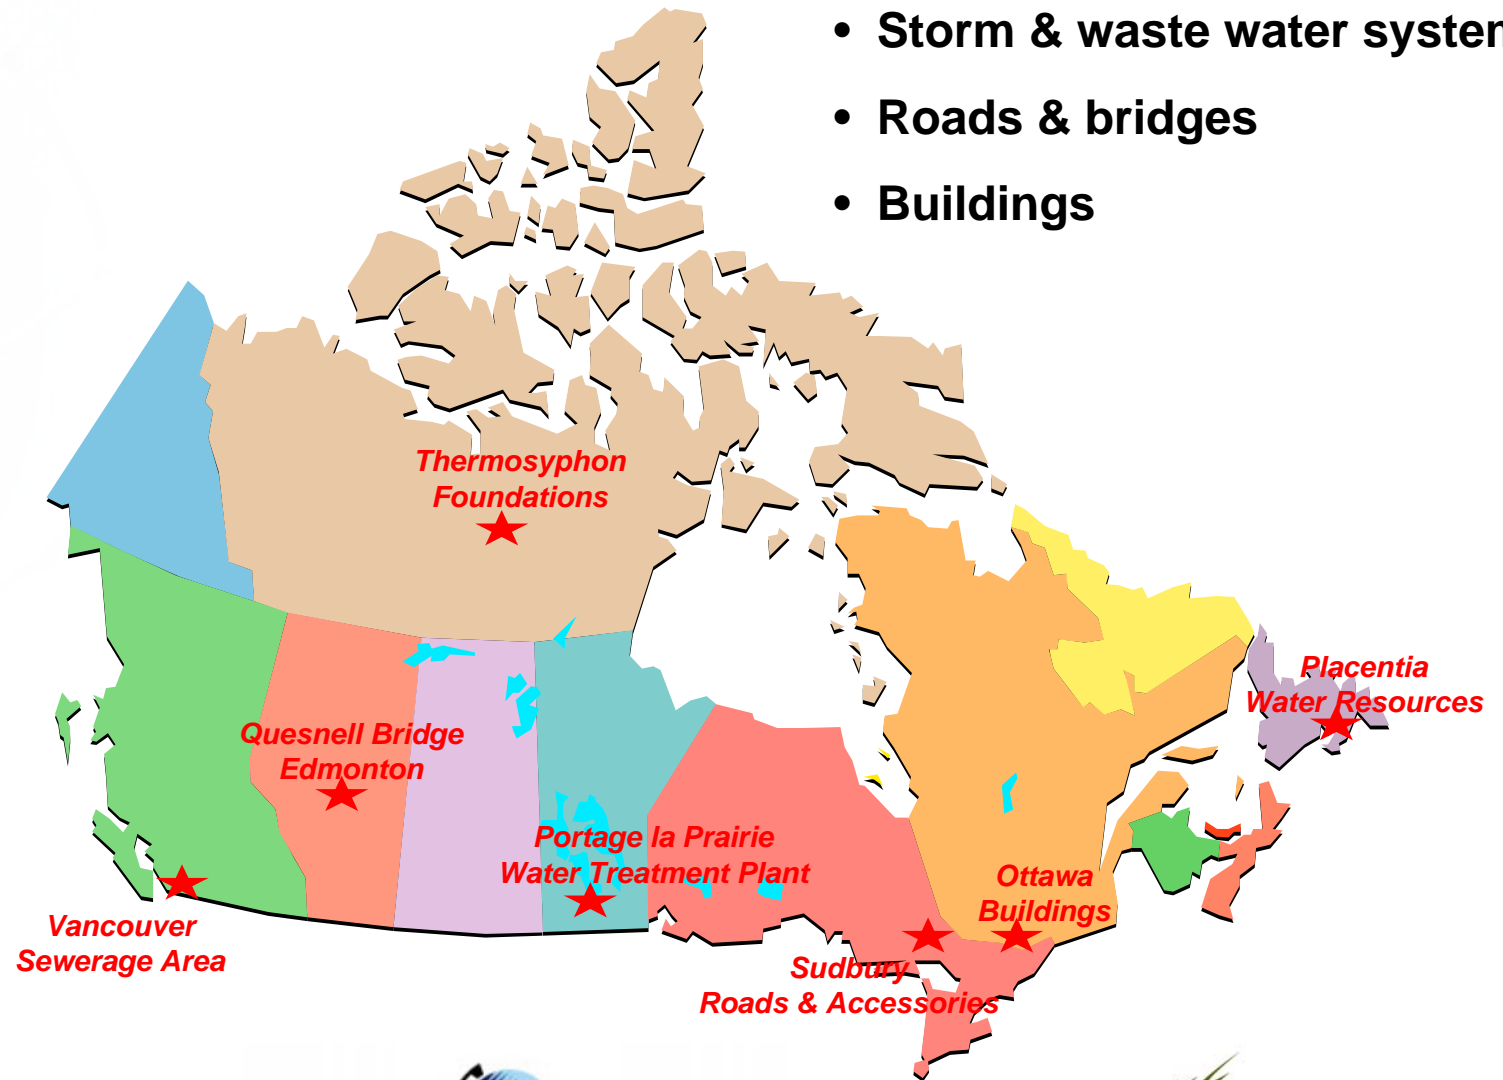 • Storm & waste water system
• Roads & bridges
• Buildings
Thermosyphon
Foundations
Placentia
Water Resources
Quesnell Bridge
Edmonton
Portage la Prairie
Water Treatment Plant
Ottawa
Buildings
Vancouver
Sewerage Area
Sudbury
Roads & Accessories